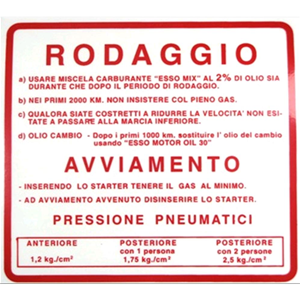 RODAGGIO
a) USARE MISCELA CARBURANTE "ESSO MIX" AL 2% DI OLIO SIA
DURANTE CHE DOPO IL PERIODO DI RODAGGIO.
b) NEI PRIMI 2000 KM. NON INSISTERE COL PIENO GAS.
c) QUALORA SIATE COSTRETTI A RIDURRE LA VELOCITA' NON ESI-
TATE A PASSARE ALLA MARCIA INFERIORE.
d) OLIO CAMBIO - Dopo i primi 1000 km. sostituire l' olio del cambio
usando "ESSO MOTOR OIL 30"
AVVIAMENTO
- INSERENDO LO STARTER TENERE IL GAS AL MINIMO.
- AD AVVIAMENTO AVVENUTO DISINSERIRE LO STARTER.
PRESSIONE PNEUMATICI
ANTERIORE
1,2 kg./cm²
POSTERIORE
con 1 persona
1,75 kg./cm²
POSTERIORE
con 2 persone
2,5 kg./cm²